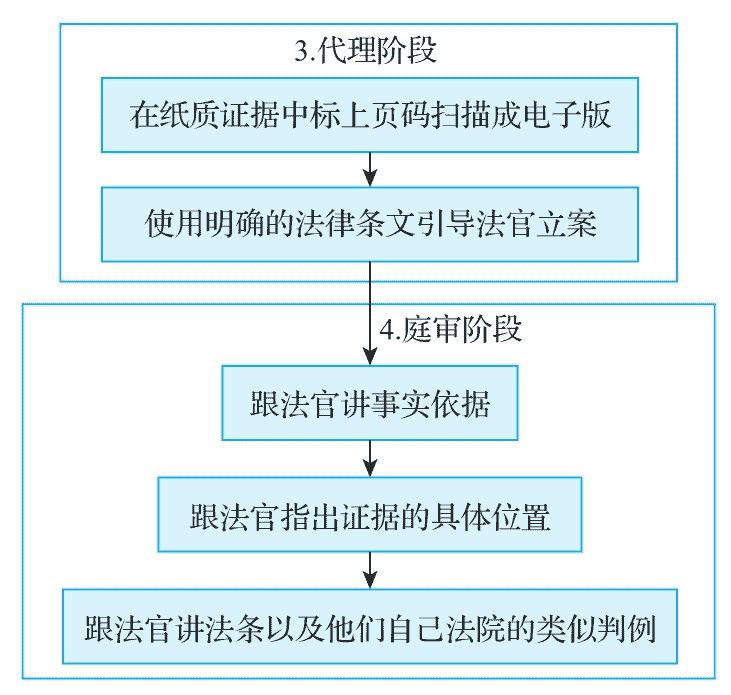 3.代理阶段
在纸质证据中标上页码扫描成电子版
使用明确的法律条文引导法官立案
4.庭审阶段
跟法官讲事实依据
跟法官指出证据的具体位置
跟法官讲法条以及他们自己法院的类似判例